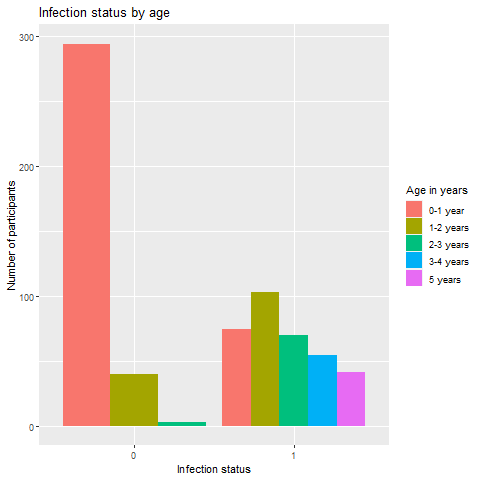 Infection status by age
Number of participants
300
200
100
0
0
1
Infection status
Age in years
0-1 year
1-2 years
2-3 years
3-4 years
5 years